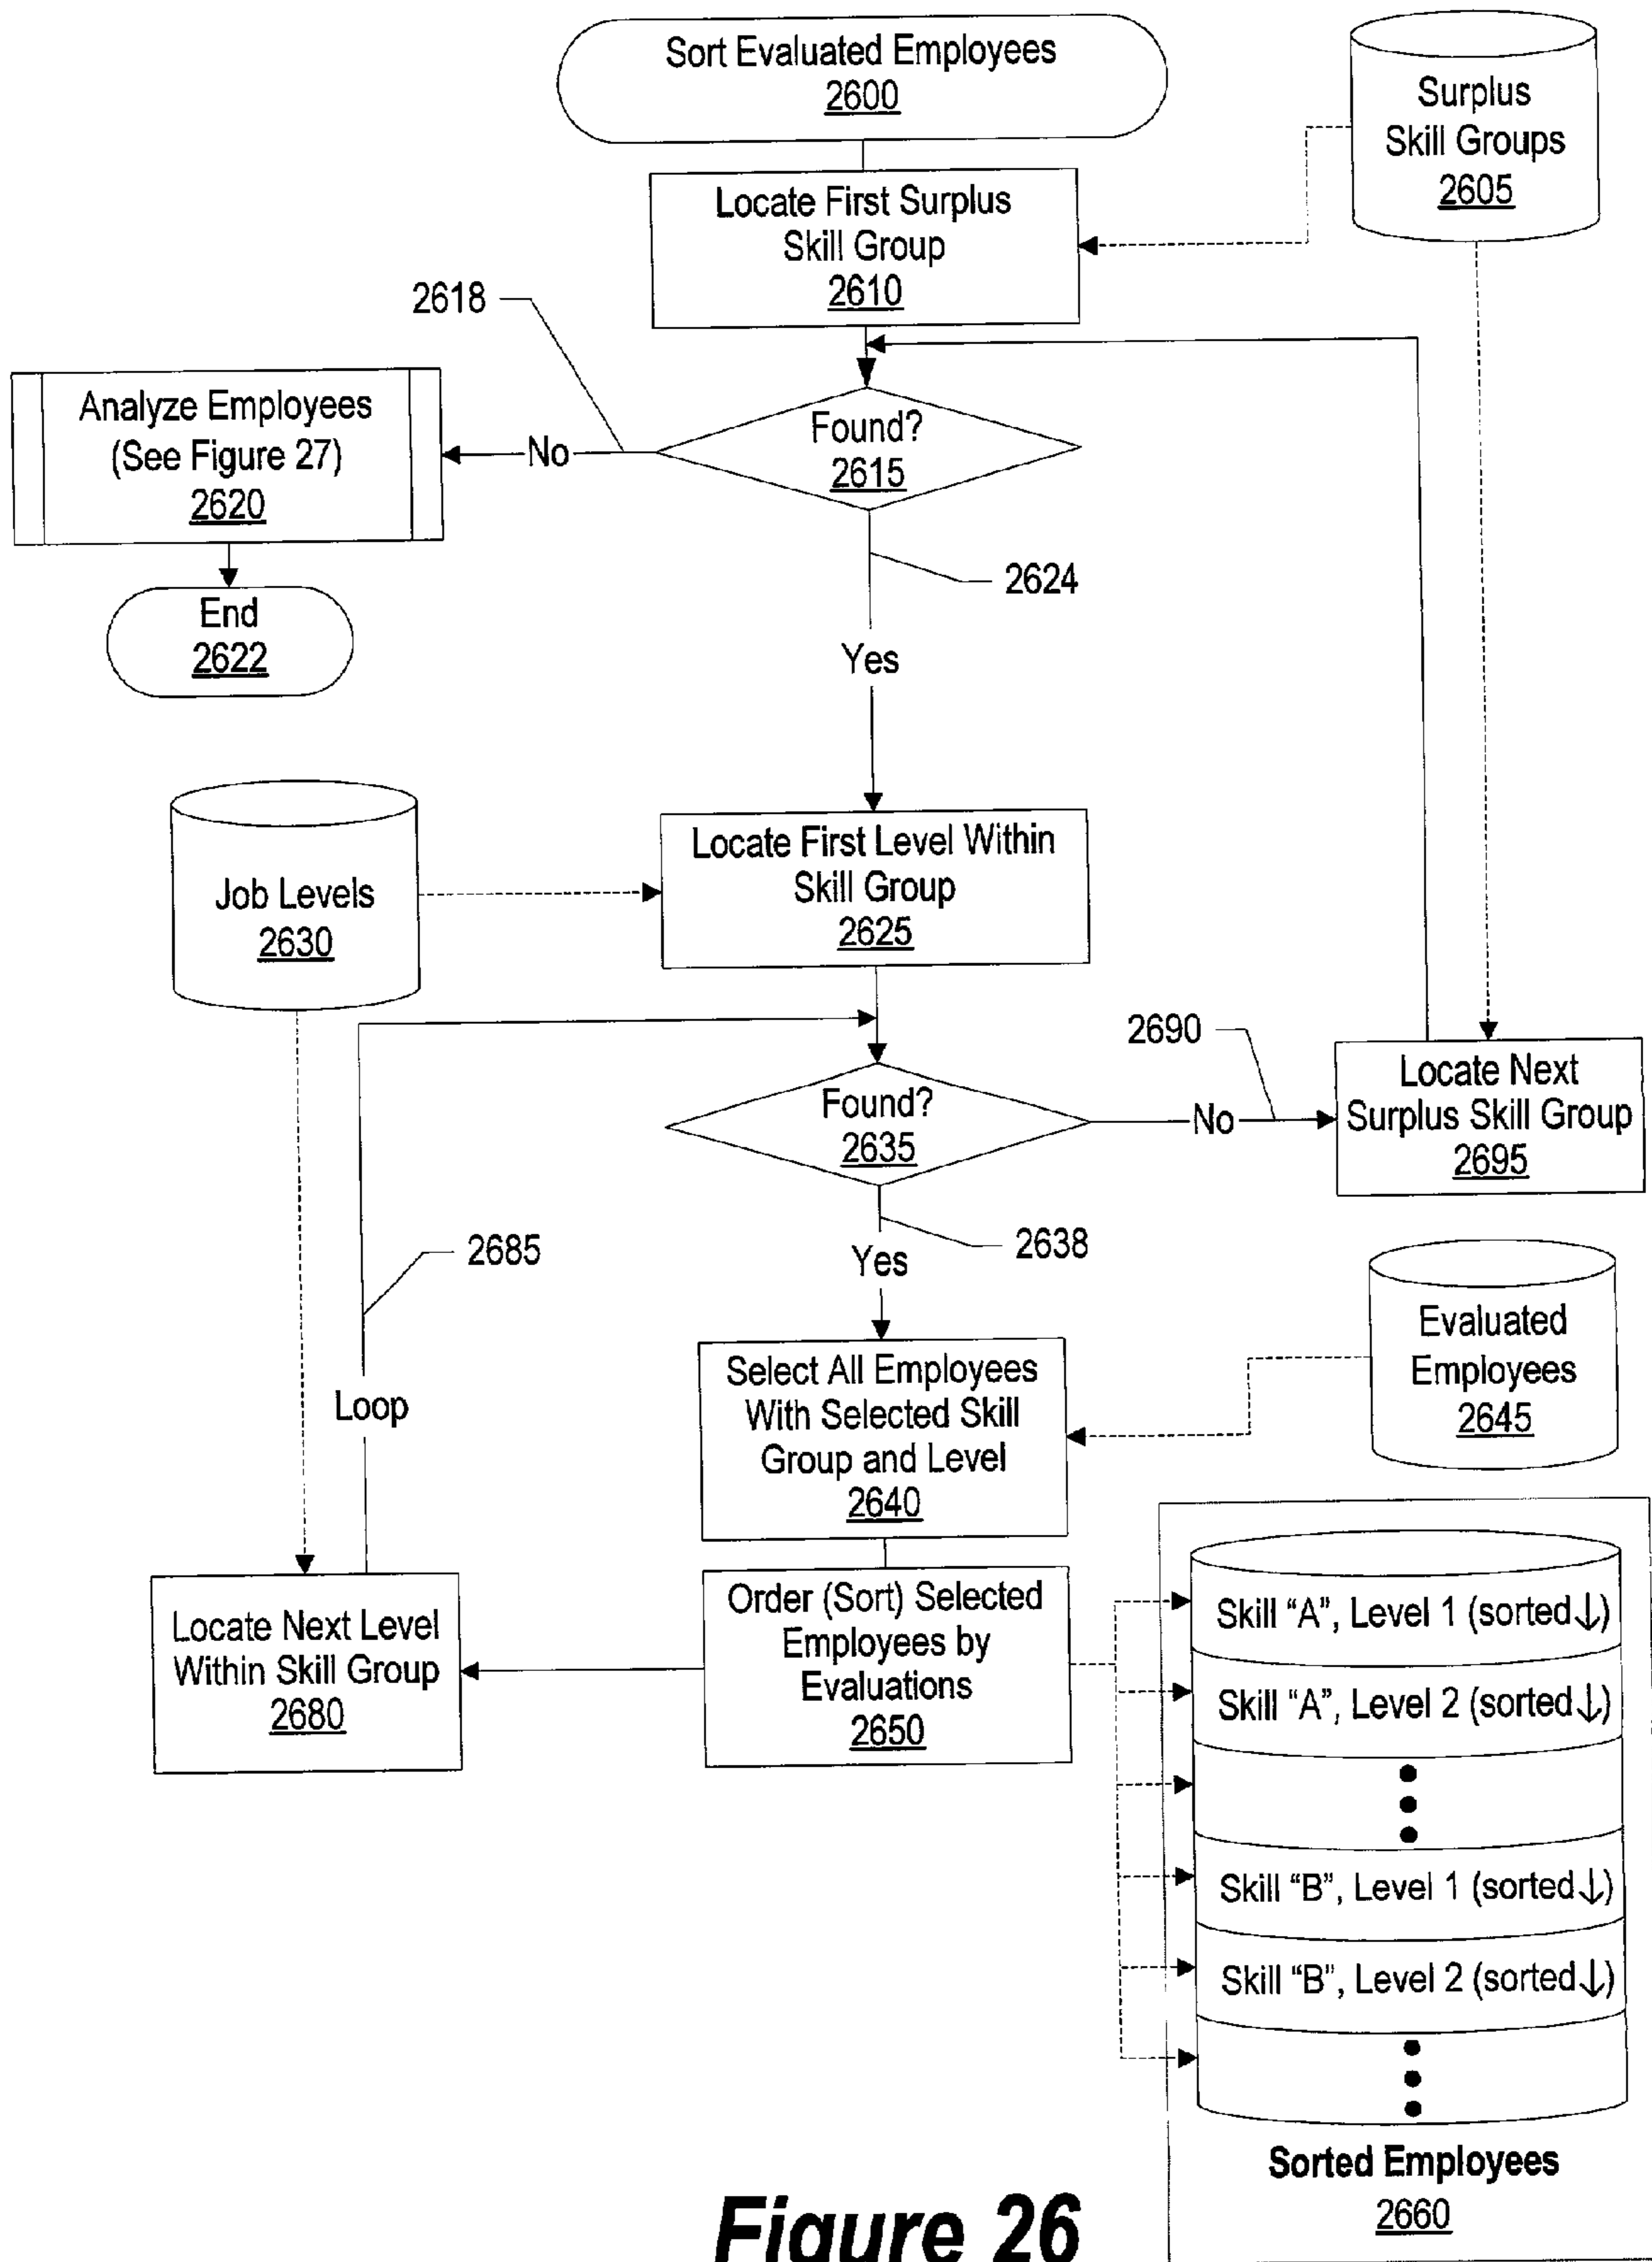 Sort Evaluated Employees
2600
Surplus
Skill Groups
2605
Locate First Surplus
Skill Group
2610
2618
Analyze Employees
(See Figure 27)
2620
No
Found?
2615
End
2622
2624
Yes
Job Levels
2630
Locate First Level Within
Skill Group
2625
2690
Found?
2635
No
Locate Next
Surplus Skill Group
2695
2685
2638
Yes
Evaluated
Employees
2645
Loop
Select All Employees
With Selected Skill
Group and Level
2640
Locate Next Level
Within Skill Group
2680
Order (Sort) Selected
Employees by
Evaluations
2650
Skill “A”, Level 1 (sorted↓)
Skill “A”, Level 2 (sorted↓)
Skill “B”, Level 1 (sorted↓)
Skill “B”, Level 2 (sorted↓)
Sorted Employees
2660
Figure 26